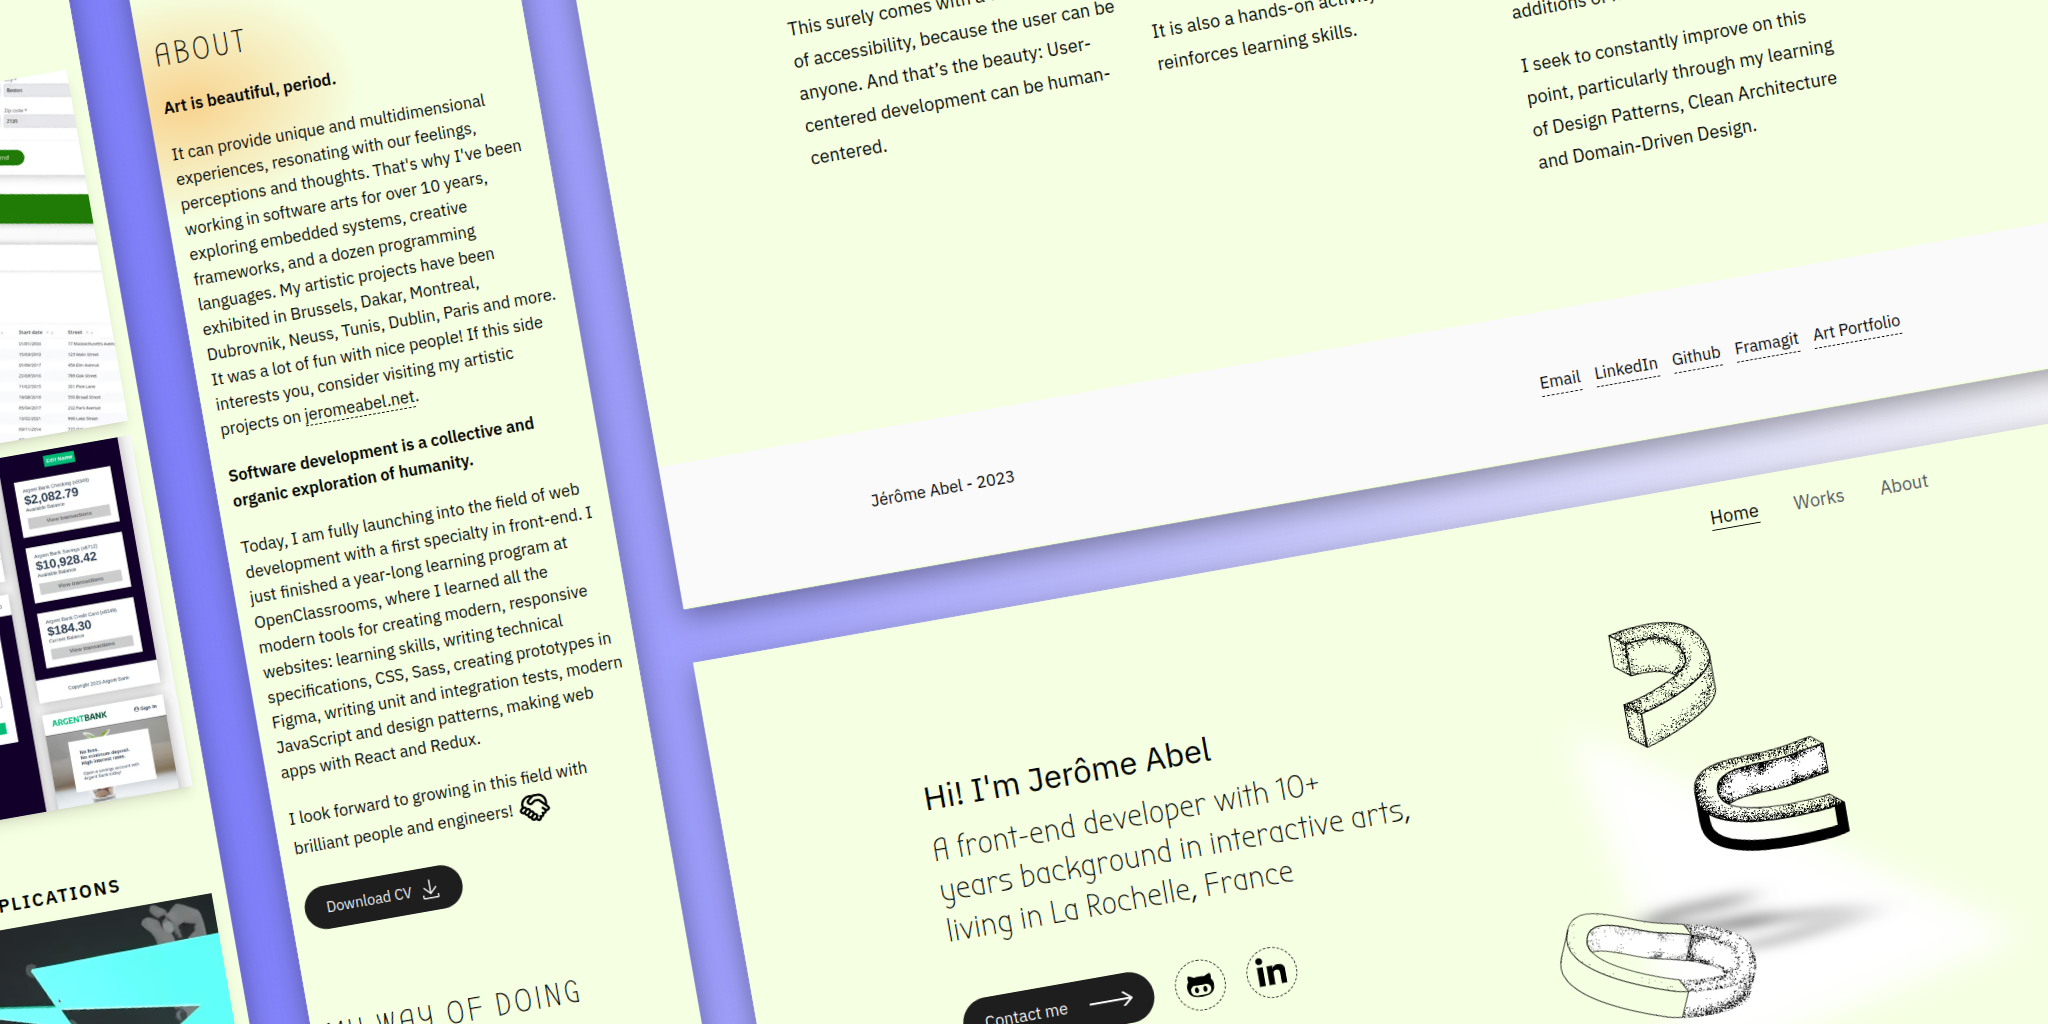 Boston
Zip code *
2139
Start date
Street
01/01/2020
77 Massachusetts Avenue
15/03/2013
123 Main Street
20/06/2017
456 Elm Avenue
22/09/2016
789 Oak Street
11/02/2015
321 Pine Lane
555 Broad Street
05/04/2017
232 Park Avenue
12/02/2021
999 Lake Street
09/11/2014
Edit Name
Argent Bank Checking (x8349)
$2,082.79
Available Balance
View transactions
Argent Bank Savings (x6712)
$10,928.42
Available Balance
View transactions
Argent Bank Credit Card (x8349)
$184.30
Current Balance
View transactions
Copyright 2020 Argent Bank
ARGENTBANK
Sign In
No fees.
No minimum deposit.
High interest rates.
Open a savings account with
Argent Bank today!
PLICATIONS
ABOUT
Art is beautiful, period.
It can provide unique and multidimensional
experiences, resonating with our feelings,
perceptions and thoughts. That's why I've been
working in software arts for over 10 years,
exploring embedded systems, creative
frameworks, and a dozen programming
languages. My artistic projects have been
exhibited in Brussels, Dakar, Montreal,
Dubrovnik, Neuss, Tunis, Dublin, Paris and more.
It was a lot of fun with nice people! If this side
interests you, consider visiting my artistic
projects on jeromeabel.net.
Software development is a collective and
organic exploration of humanity.
Today, I am fully launching into the field of web
development with a first specialty in front-end. I
just finished a year-long learning program at
OpenClassrooms, where I learned all the
modern tools for creating modern, responsive
websites: learning skills, writing technical
specifications, CSS, Sass, creating prototypes in
Figma, writing unit and integration tests, modern
JavaScript and design patterns, making web
apps with React and Redux.
I look forward to growing in this field with
brilliant people and engineers!
Download CV
MY WAY OF DOING
This surely comes with a
of accessibility, because the user can be
anyone. And that’s the beauty: User-
centered development can be human-
centered.
It is also a hands-on activity
reinforces learning skills.
additions of
I seek to constantly improve on this
point, particularly through my learning
of Design Patterns, Clean Architecture
and Domain-Driven Design.
Jérôme Abel - 2023
Email LinkedIn Github Framagit Art Portfolio
Home Works About
Hi! I'm Jerôme Abel
A front-end developer with 10+
years background in interactive arts,
living in La Rochelle, France
Contact me
in